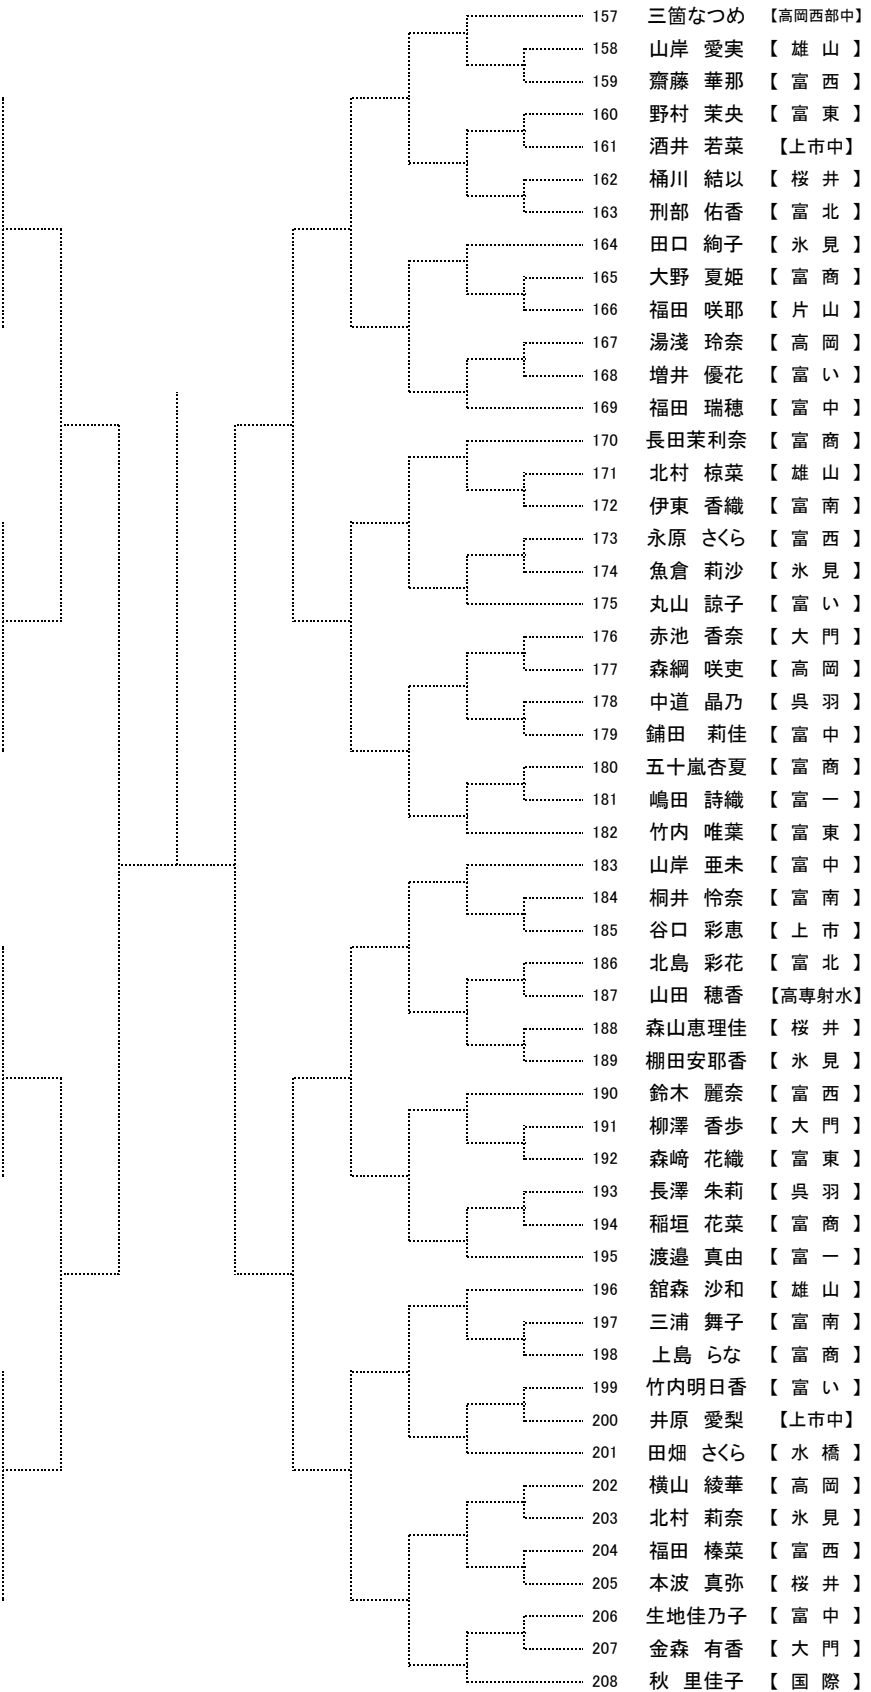 157 三箇なつめ 【高岡西部中】
158 山岸 愛実 【 雄 山 】
159 齋藤 華那 【 富 西 】
160 野村 茉央 【 富 東 】
161 酒井 若菜 【上市中】
162 桶川 結以 【 桜 井 】
163 刑部 佑香 【 富 北 】
164 田口 絢子 【 氷 見 】
165 大野 夏姫 【 富 商 】
166 福田 咲耶 【 片 山 】
167 湯淺 玲奈 【 高 岡 】
168 増井 優花 【 富 い 】
169 福田 瑞穂 【 富 中 】
170 長田茉利奈 【 富 商 】
171 北村 椋菜 【 雄 山 】
172 伊東 香織 【 富 南 】
173 永原 さくら 【 富 西 】
174 魚倉 莉沙 【 氷 見 】
175 丸山 諒子 【 富 い 】
176 赤池 香奈 【 大 門 】
177 森綱 咲吏 【 高 岡 】
178 中道 晶乃 【 呉 羽 】
179 鋪田 莉佳 【 富 中 】
180 五十嵐杏夏 【 富 商 】
181 嶋田 詩織 【 富 一 】
182 竹内 唯葉 【 富 東 】
183 山岸 亜未 【 富 中 】
184 桐井 怜奈 【 富 南 】
185 谷口 彩恵 【 上 市 】
186 北島 彩花 【 富 北 】
187 山田 穂香 【高専射水】
188 森山恵理佳 【 桜 井 】
189 棚田安耶香 【 氷 見 】
190 鈴木 麗奈 【 富 西 】
191 柳澤 香歩 【 大 門 】
192 森﨑 花織 【 富 東 】
193 長澤 朱莉 【 呉 羽 】
194 稲垣 花菜 【 富 商 】
195 渡邉 真由 【 富 一 】
196 舘森 沙和 【 雄 山 】
197 三浦 舞子 【 富 南 】
198 上島 らな 【 富 商 】
199 竹内明日香 【 富 い 】
200 井原 愛梨 【上市中】
201 田畑 さくら 【 水 橋 】
202 横山 綾華 【 高 岡 】
203 北村 莉奈 【 氷 見 】
204 福田 榛菜 【 富 西 】
205 本波 真弥 【 桜 井 】
206 生地佳乃子 【 富 中 】
207 金森 有香 【 大 門 】
208 秋 里佳子 【 国 際 】